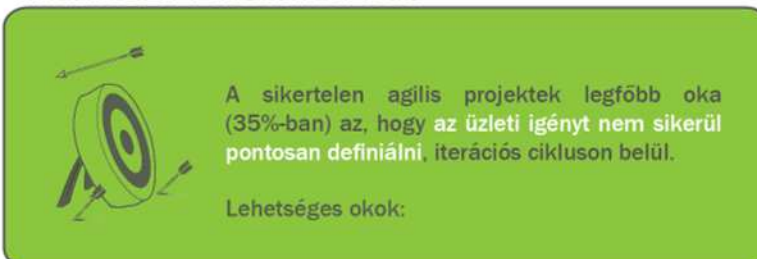 A sikertelen agilis projektek legfőbb oka
(35%-ban) az, hogy az üzleti igényt nem sikerül
pontosan definiálni, iterációs cikluson belül.
Lehetséges okok: